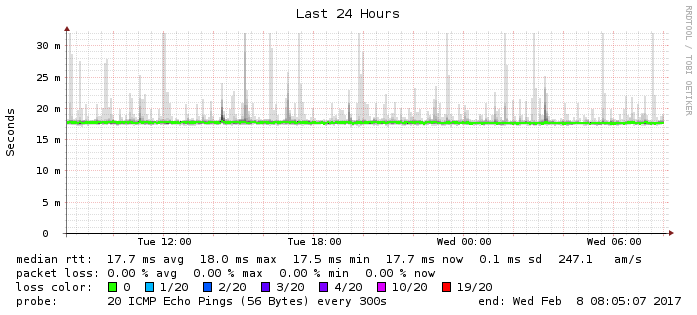 Last 24 Hours
RRDTOOL / TOBI OETIKER
Seconds
30 m
25 m
20 m
15 m
10 m
5 m
0
Tue 12:00 Tue 18:00 Wed 00:00 Wed 06:00
median rtt: 17.7 ms avg 18.0 ms max 17.5 ms min 17.7 ms now 0.1 ms sd 247.1 am/s
packet loss: 0.00 % avg 0.00 % max 0.00 % min 0.00 % now
loss color: 0 1/20 2/20 3/20 4/20 10/20 19/20
probe: 20 ICMP Echo Pings (56 Bytes) every 300s end: Wed Feb 8 08:05:07 2017